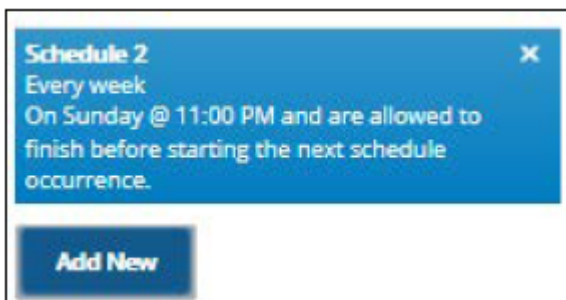 Schedule 2
Every week
On Sunday @ 11:00 PM and are allowed to
finish before starting the next schedule
occurrence.
Add New